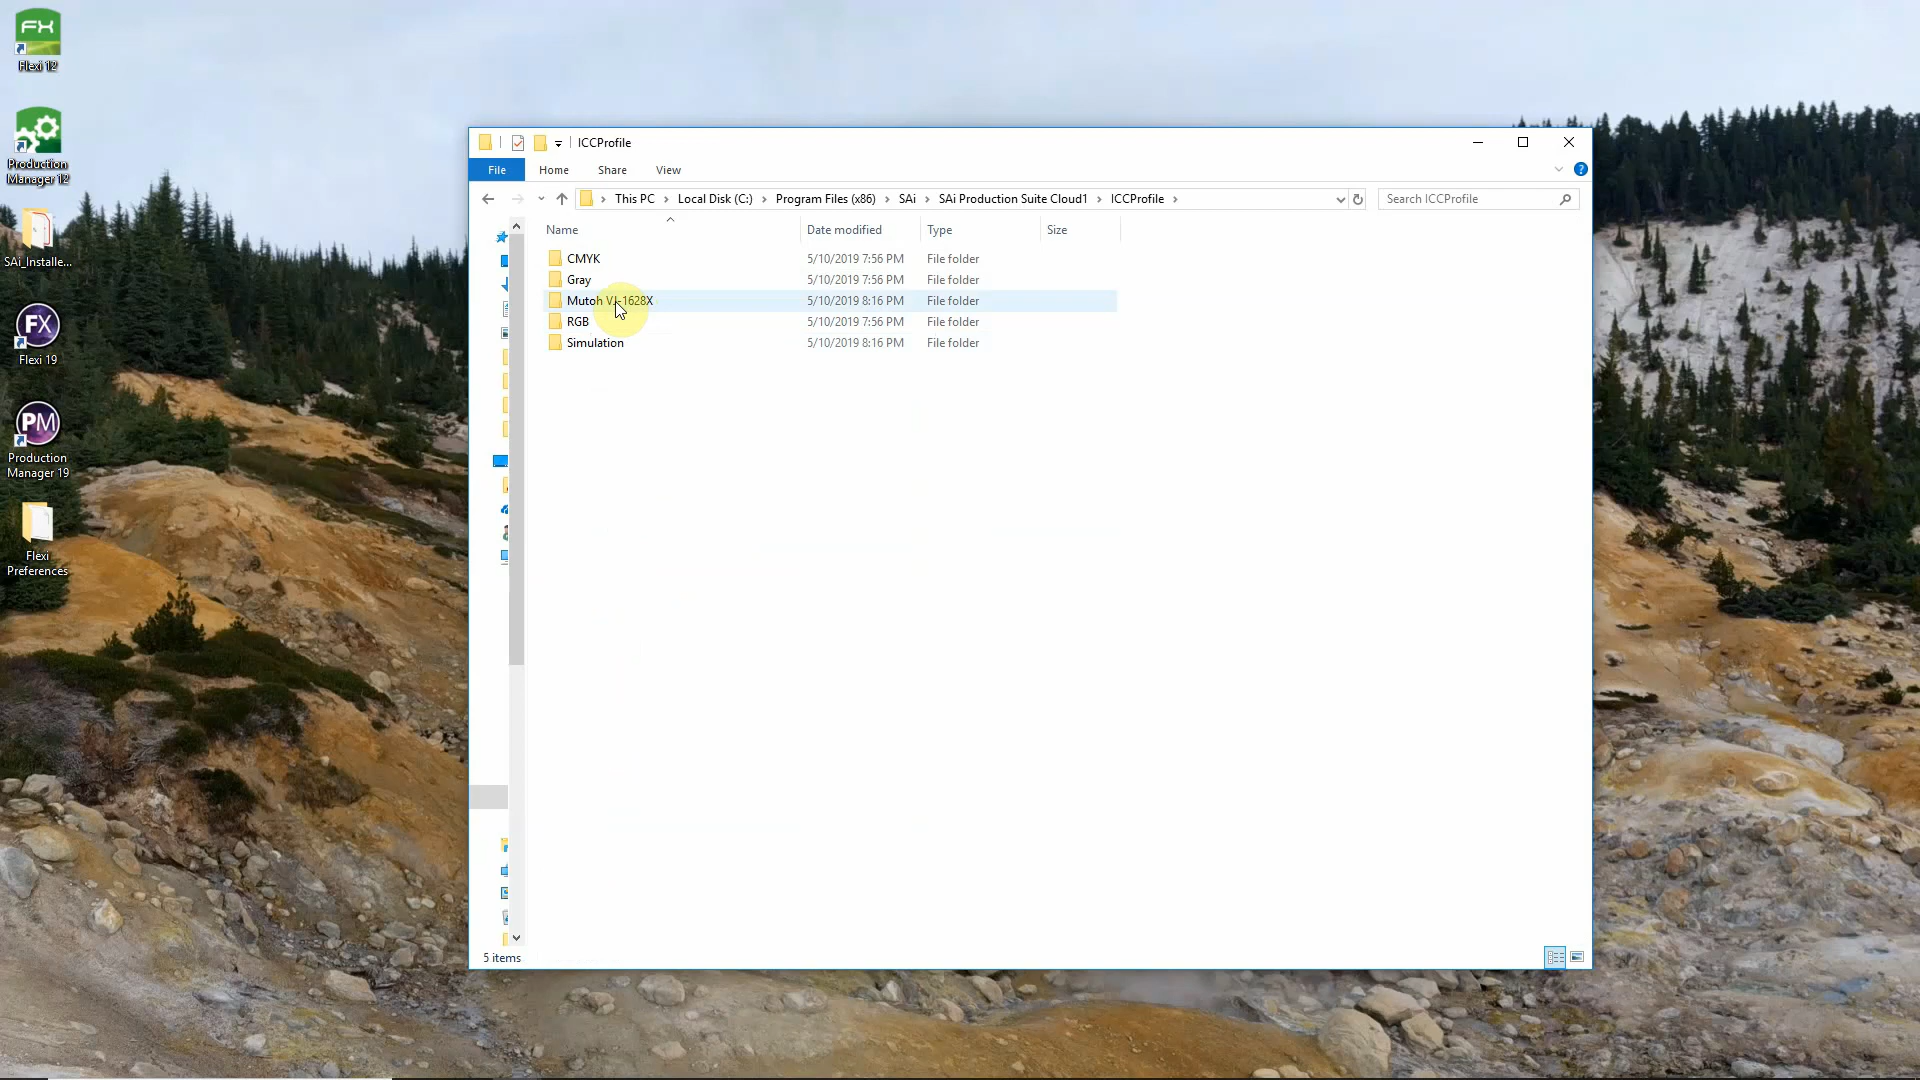 FX
Flexi 12
Production
Manager 12
SAi_Installe...
FX
Flexi 19
PM
Production
Manager 19
Flexi
Preferences
ICCProfile
File Home Share View
This PC Local Disk (C:) Program Files (x86) SAi SAi Production Suite Cloud1 ICCProfile
Search ICCProfile
Name Date modified Type Size
CMYK 5/10/2019 7:56 PM File folder
Gray 5/10/2019 7:56 PM File folder
Mutoh VJ-1628X 5/10/2019 8:16 PM File folder
RGB 5/10/2019 7:56 PM File folder
Simulation 5/10/2019 8:16 PM File folder
5 items